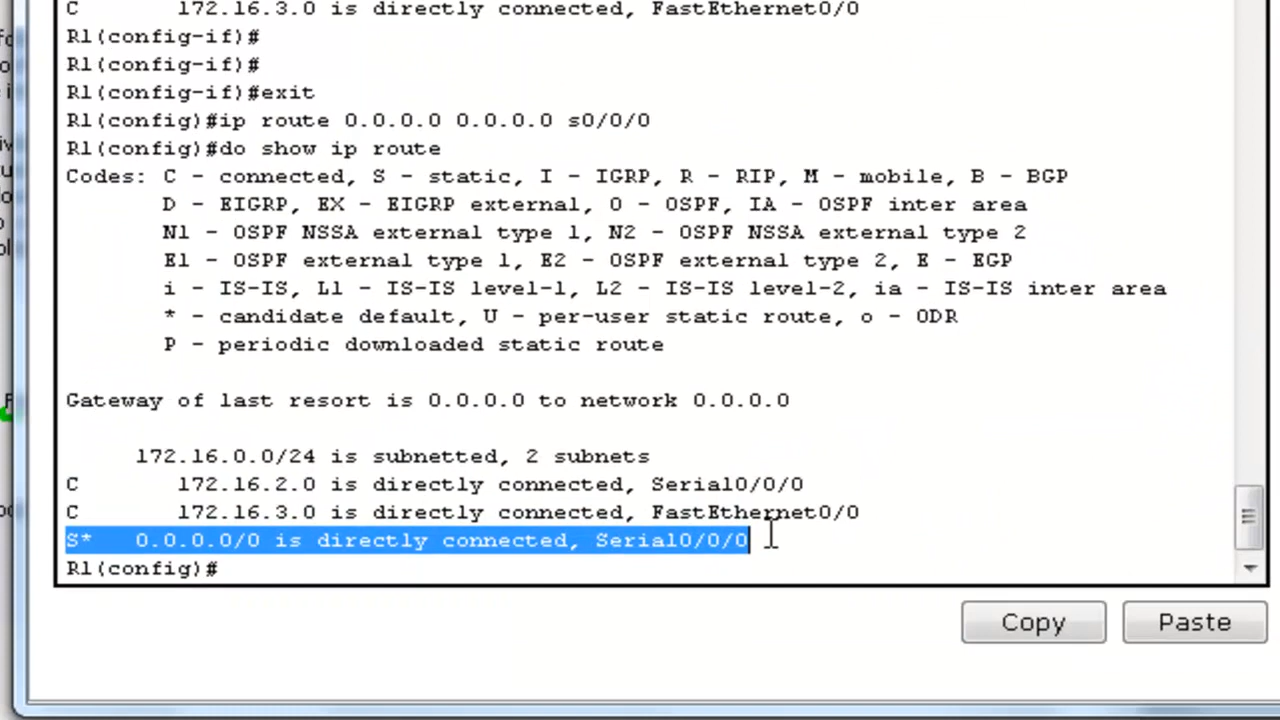 C        172.16.3.0 is directly connected, FastEthernet0/0
R1(config-if)#
R1(config-if)#
R1(config-if)#exit
R1(config)#ip route 0.0.0.0 0.0.0.0 s0/0/0
R1(config)#do show ip route
Codes: C - connected, S - static, I - IGRP, R - RIP, M - mobile, B - BGP
       D - EIGRP, EX - EIGRP external, O - OSPF, IA - OSPF inter area
       N1 - OSPF NSSA external type 1, N2 - OSPF NSSA external type 2
       E1 - OSPF external type 1, E2 - OSPF external type 2, E - EGP
       i - IS-IS, L1 - IS-IS level-1, L2 - IS-IS level-2, ia - IS-IS inter area
       * - candidate default, U - per-user static route, o - ODR
       P - periodic downloaded static route
Gateway of last resort is 0.0.0.0 to network 0.0.0.0
     172.16.0.0/24 is subnetted, 2 subnets
C       172.16.2.0 is directly connected, Serial0/0/0
C       172.16.3.0 is directly connected, FastEthernet0/0
S*   0.0.0.0/0 is directly connected, Serial0/0/0
R1(config)#
Copy Paste